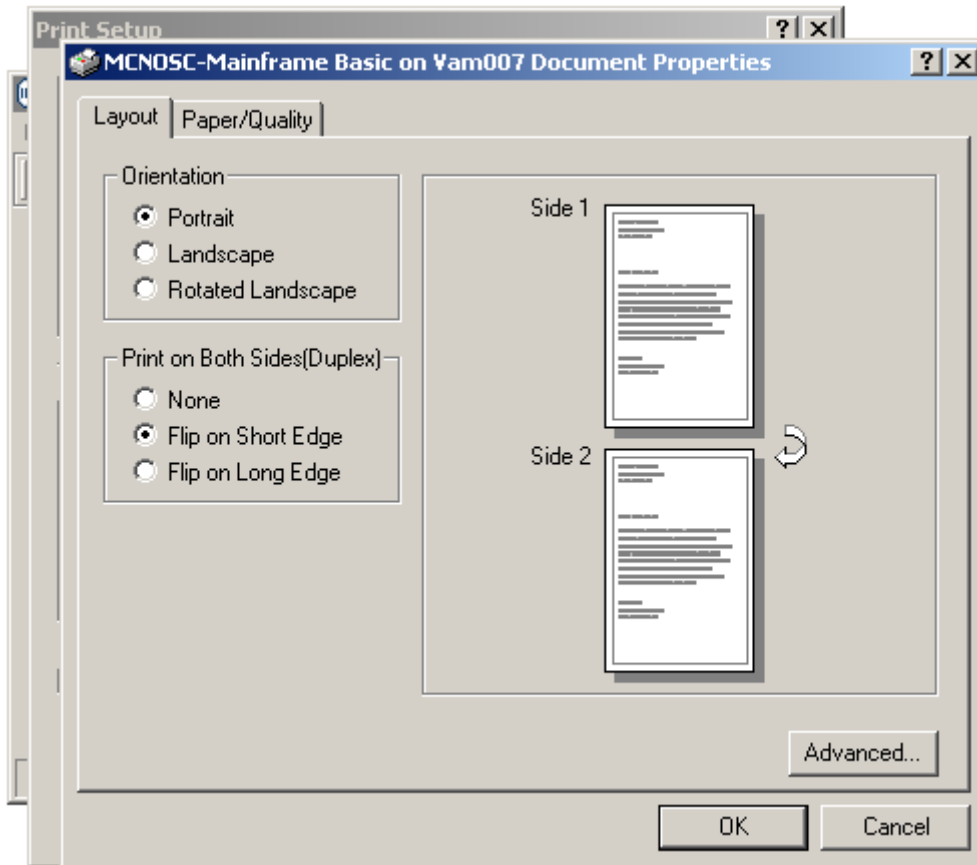 Print Setup
MCNOSC-Mainframe Basic on Vam007 Document Properties
Layout
Paper/Quality
Orientation
Portrait
Landscape
Rotated Landscape
Print on Both Sides(Duplex)
None
Flip on Short Edge
Flip on Long Edge
Side 1
Side 2
Advanced...
OK
Cancel